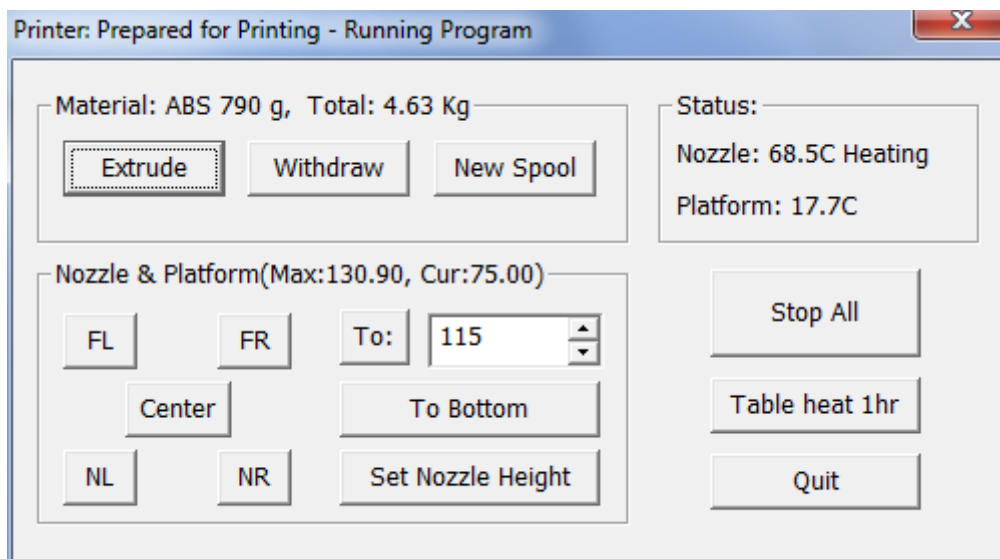 Printer: Prepared for Printing - Running Program
X
Material: ABS 790 g,  Total: 4.63 Kg
Extrude
Withdraw
New Spool
Status:
Nozzle: 68.5C Heating
Platform: 17.7C
Nozzle & Platform(Max:130.90, Cur:75.00)
FL
FR
To:
115
Center
To Bottom
NL
NR
Set Nozzle Height
Stop All
Table heat 1hr
Quit